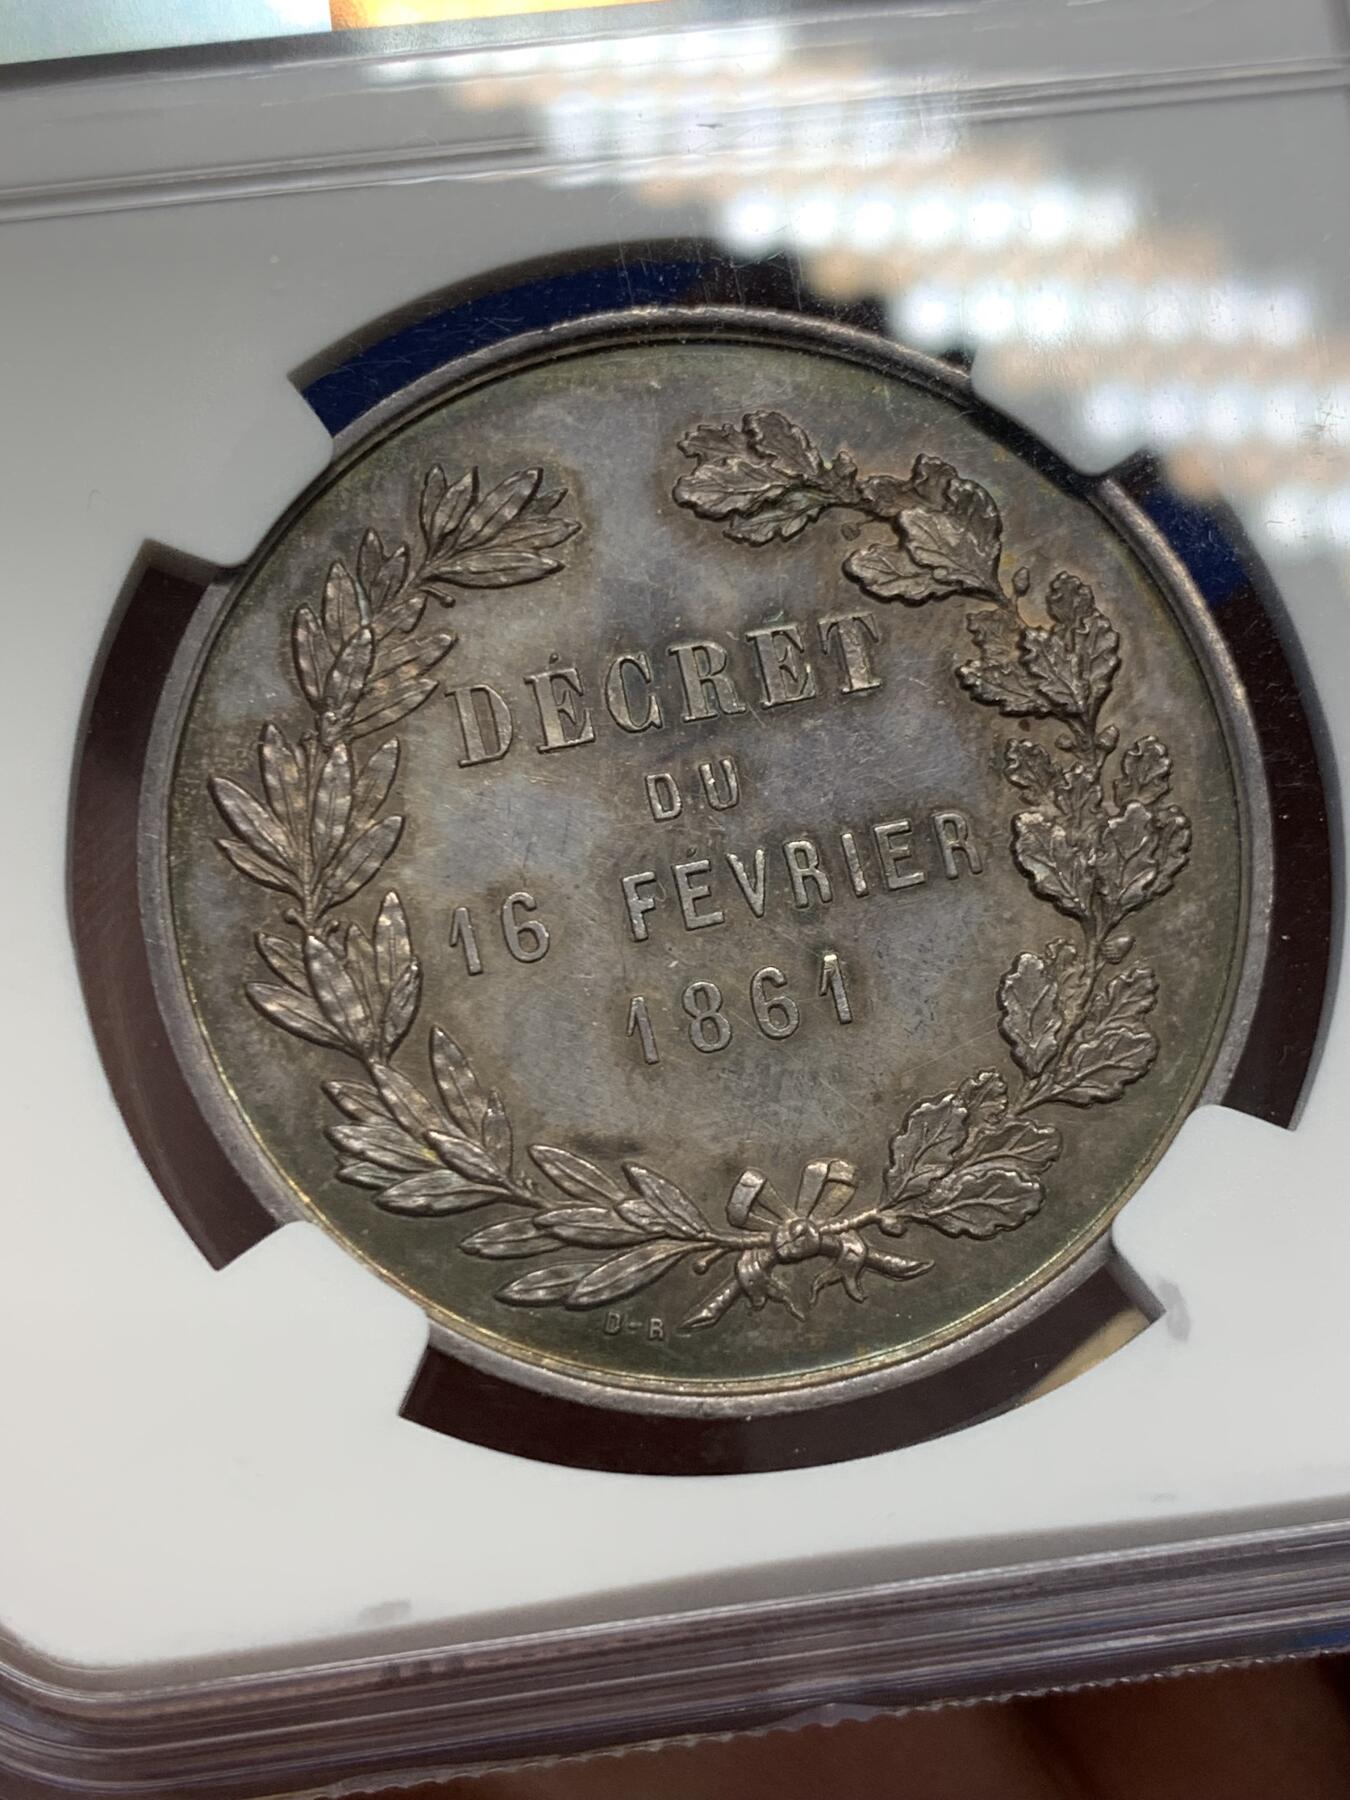 DÉCRET
DU
16 FÉVRIER
1861
D-R